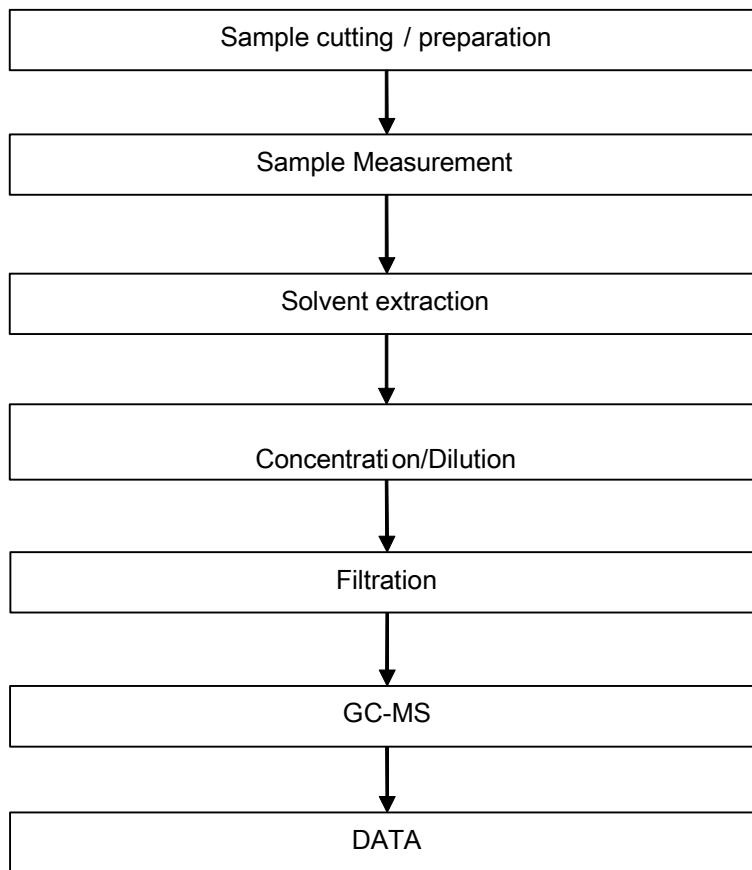 Sample cutting / preparation
Sample Measurement
Solvent extraction
Concentration/Dilution
Filtration
GC-MS
DATA